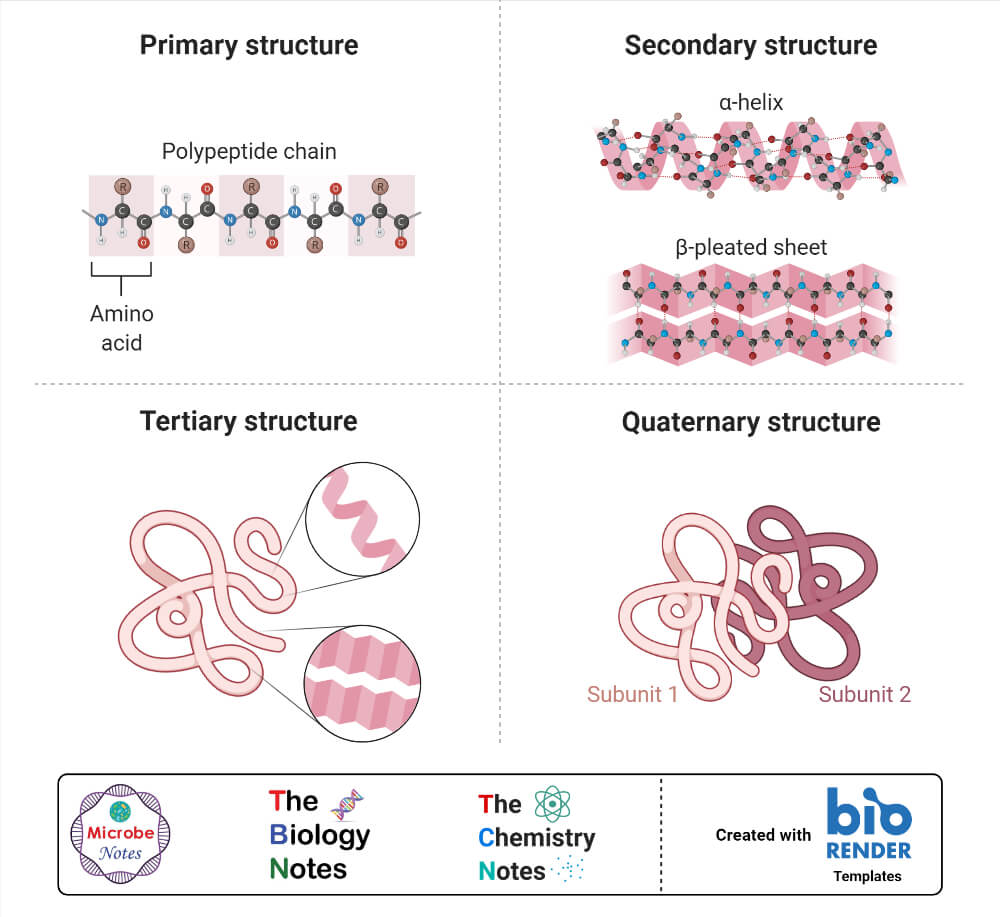 Primary structure
Polypeptide chain
R
R
R
R
R
N
C
C
O
H
H
N
C
C
O
H
H
N
C
C
O
H
H
N
C
C
O
H
H
N
C
C
O
H
H
Amino
acid
Secondary structure
α-helix
β-pleated sheet
Tertiary structure
Quaternary structure
Subunit 1
Subunit 2
Microbe
Notes
The
Biology
Notes
The
Chemistry
Notes
Created with
bio
RENDER
Templates